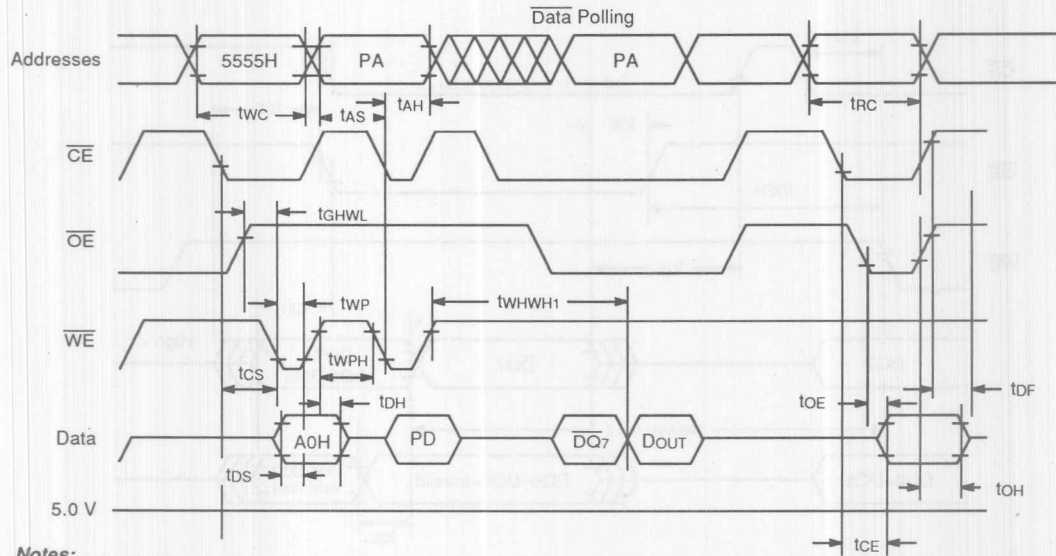 Data Polling
Addresses
5555H
PA
PA
tWC
tAS
tAH
tRC
CE
tGHWL
OE
tWP
tWHWH1
WE
tWPH
tCS
tDH
tOE
tDF
Data
A0H
PD
DQ7
DOUT
tDS
tOH
5.0 V
tCE
Notes: